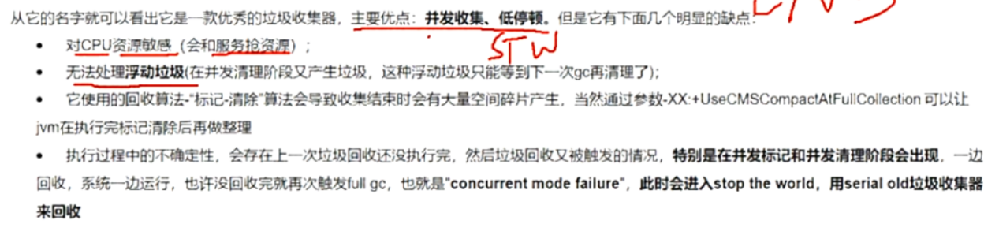 从它的名字就可以看出它是一款优秀的垃圾收集器，主要优点：并发收集、低停顿。但是它有下面几个明显的缺点：
STW
• 对CPU资源敏感（会和服务抢资源）；
• 无法处理浮动垃圾(在并发清理阶段又产生垃圾，这种浮动垃圾只能等到下一次gc再清理了);
• 它使用的回收算法-“标记-清除”算法会导致收集结束时会有大量空间碎片产生，当然通过参数-XX:+UseCMSCompactAtFullCollection 可以让
jvm在执行完标记清除后再做整理
• 执行过程中的不确定性，会存在上一次垃圾回收还没执行完，然后垃圾回收又被触发的情况，特别是在并发标记和并发清理阶段会出现，一边
回收，系统一边运行，也许没回收完就再次触发full gc，也就是"concurrent mode failure"，此时会进入stop the world，用serial old垃圾收集器
来回收